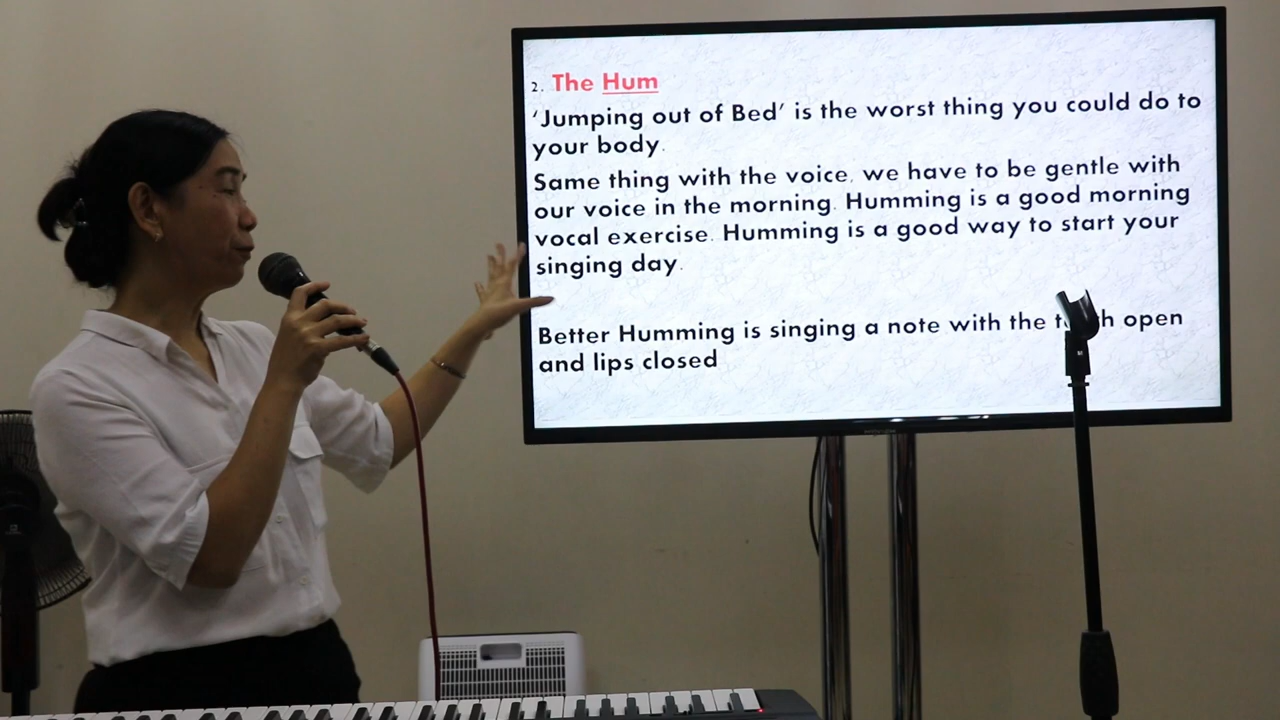 2. The Hum
'Jumping out of Bed' is the worst thing you could do to
your body.
Same thing with the voice, we have to be gentle with
our voice in the morning. Humming is a good morning
vocal exercise. Humming is a good way to start your
singing day.
Better Humming is singing a note with the open
and lips closed